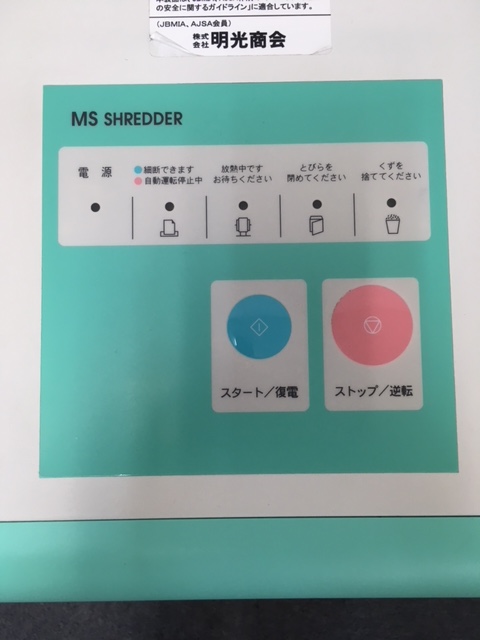 の安全に関するガイドライン」に適合しています。
(JBMIA、AJSA会員)
株式会社 明光商会
MS SHREDDER
電源
細断できます
自動運転停止中
放熱中です
お待ちください
とびらを
閉めてください
くずを
捨ててください
スタート／復電
ストップ／逆転